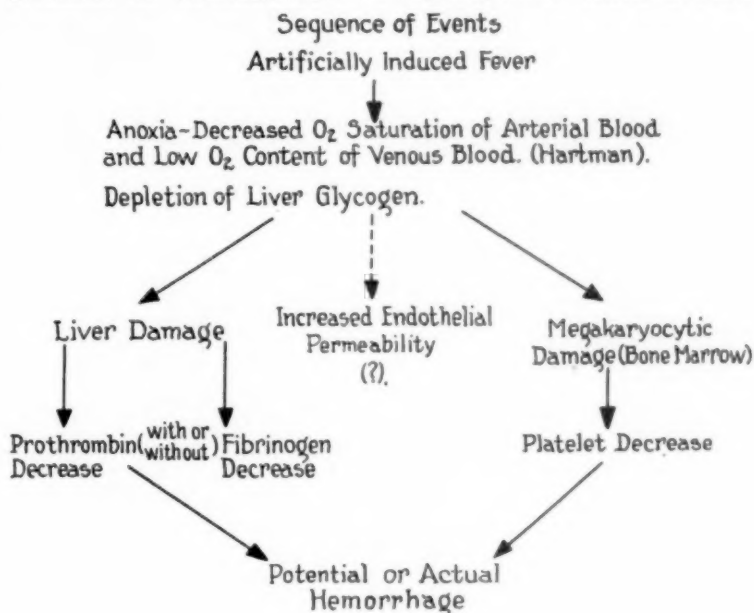 Sequence of Events
Artificially Induced Fever
Anoxia-Decreased O₂ Saturation of Arterial Blood
and Low O₂ Content of Venous Blood. (Hartman).
Depletion of Liver Glycogen.
Liver Damage
Increased Endothelial
Permeability
(?).
Megakaryocytic
Damage (Bone Marrow)
Prothrombin (with or without) Fibrinogen
Decrease Decrease
Platelet Decrease
Potential or Actual
Hemorrhage